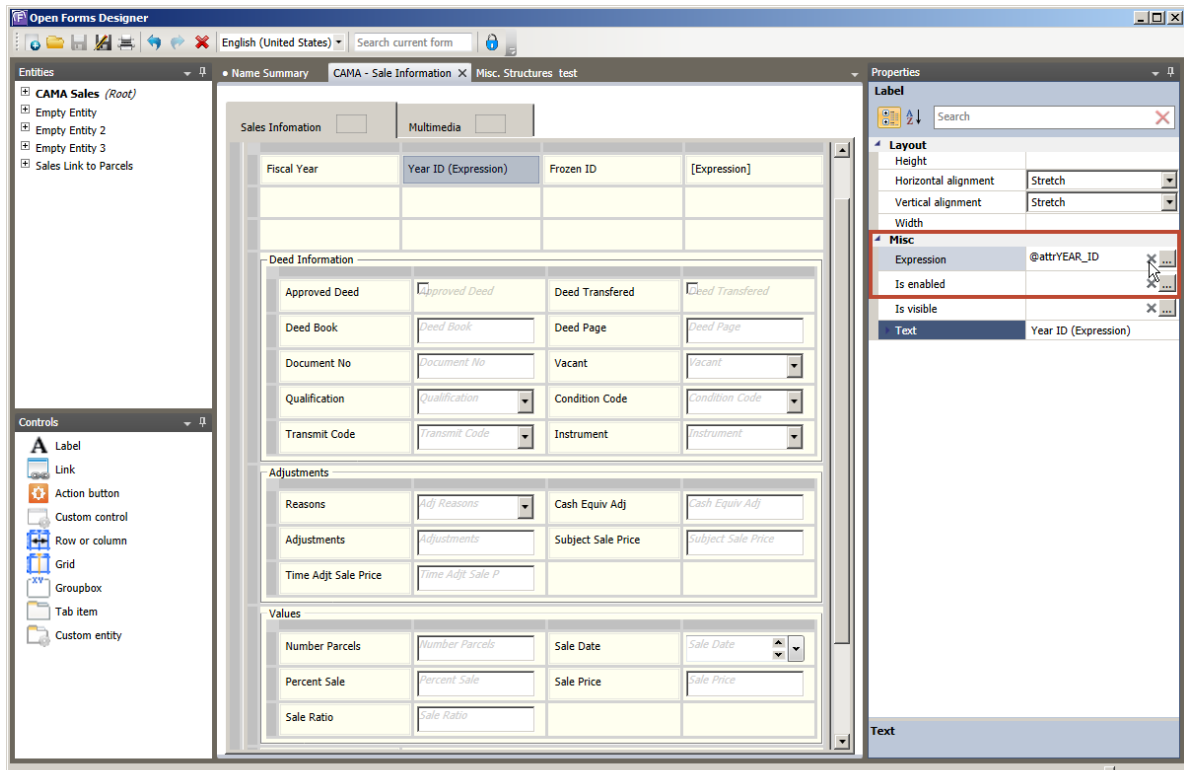 Open Forms Designer
English (United States)
Search current form
Entities
CAMA Sales (Root)
Empty Entity
Empty Entity 2
Empty Entity 3
Sales Link to Parcels
Controls
A Label
Link
Action button
Custom control
Row or column
Grid
XY Groupbox
Tab item
Custom entity
• Name Summary CAMA - Sale Information X Misc. Structures test
Sales Infomation Multimedia
Fiscal Year Year ID (Expression) Frozen ID [Expression]
Deed Information
Approved Deed Approved Deed Deed Transfered Deed Transfered
Deed Book Deed Book Deed Page Deed Page
Document No Document No Vacant Vacant
Qualification Qualification Condition Code Condition Code
Transmit Code Transmit Code Instrument Instrument
Adjustments
Reasons Adj Reasons Cash Equiv Adj Cash Equiv Adj
Adjustments Adjustments Subject Sale Price Subject Sale Price
Time Adjt Sale Price Time Adjt Sale P
Values
Number Parcels Number Parcels Sale Date Sale Date
Percent Sale Percent Sale Sale Price Sale Price
Sale Ratio Sale Ratio
Properties
Label
Search
Layout
Height
Horizontal alignment Stretch
Vertical alignment Stretch
Width
Misc
Expression @attrYEAR_ID ...
Is enabled ...
Is visible ...
Text Year ID (Expression)
Text